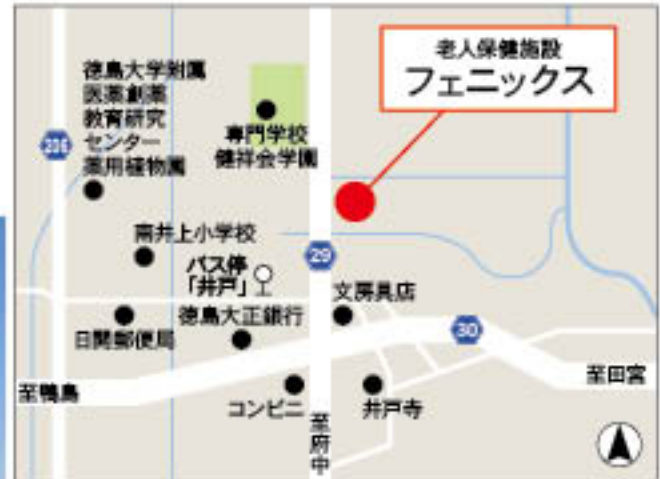 老人保健施設
フェニックス
徳島大学附属
医薬創薬
教育研究
センター
薬用植物園
206
専門学校
健祥会学園
南井上小学校
29
バス停
「井戸」
文房具店
日開郵便局
徳島大正銀行
30
至鴨島
コンビニ
至府中
井戸寺
至田宮